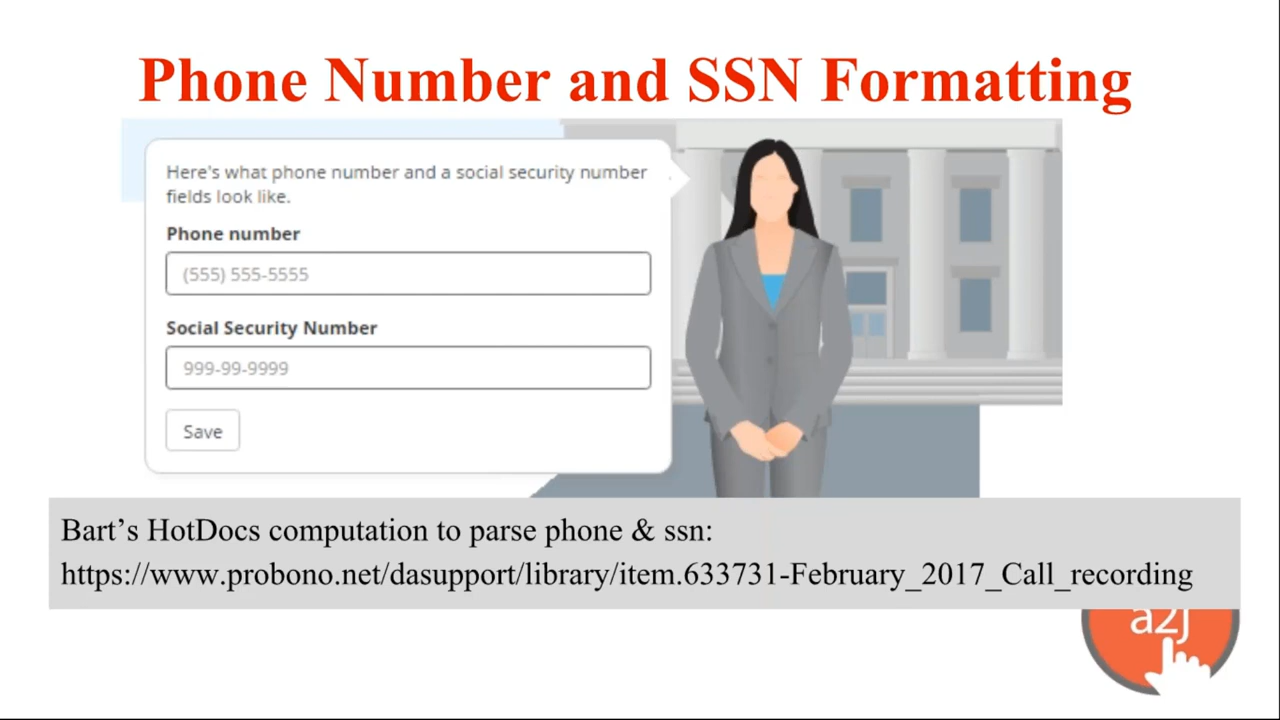 Phone Number and SSN Formatting
Here's what phone number and a social security number
fields look like.
Phone number
(555) 555-5555
Social Security Number
999-99-9999
Save
Bart’s HotDocs computation to parse phone & ssn:
https://www.probono.net/dasupport/library/item.633731-February_2017_Call_recording
a2j